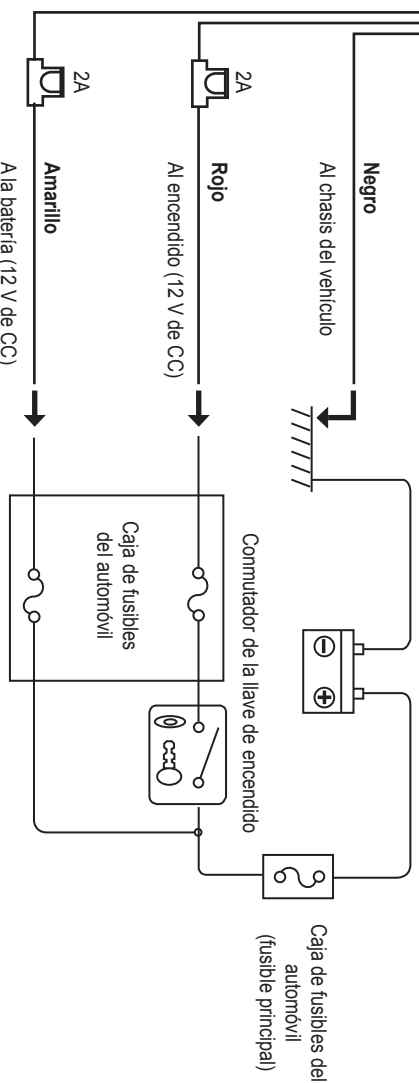 Negro
Al chasis del vehículo
2A
Rojo
Al encendido (12 V de CC)
2A
Amarillo
A la batería (12 V de CC)
Caja de fusibles
del automóvil
Conmutador de la llave de encendido
Caja de fusibles del
automóvil
(fusible principal)